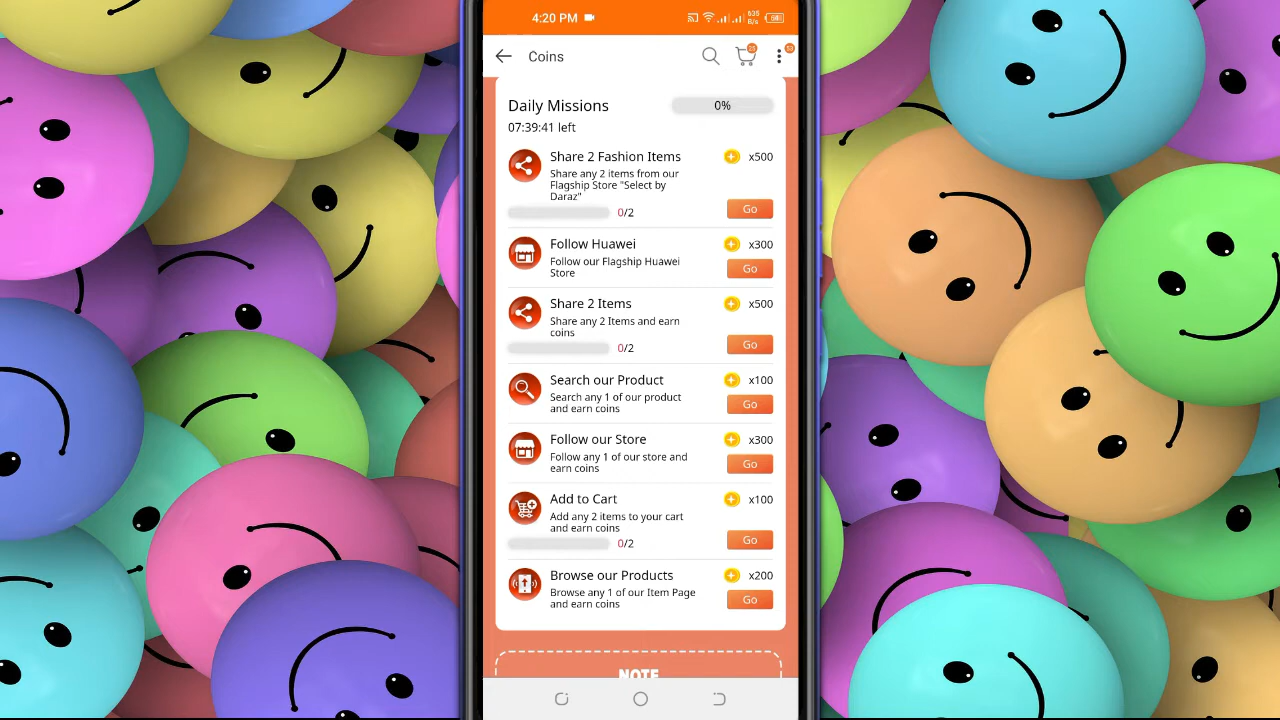 4:20 PM
635
B/s
Coins
Daily Missions
0%
07:39:41 left
Share 2 Fashion Items
x500
Share any 2 items from our
Flagship Store "Select by
Daraz"
0/2
Go
Follow Huawei
x300
Follow our Flagship Huawei
Store
Go
Share 2 Items
x500
Share any 2 Items and earn
coins
0/2
Go
Search our Product
x100
Search any 1 of our product
and earn coins
Go
Follow our Store
x300
Follow any 1 of our store and
earn coins
Go
Add to Cart
x100
Add any 2 items to your cart
and earn coins
0/2
Go
Browse our Products
x200
Browse any 1 of our Item Page
and earn coins
Go
NOTE